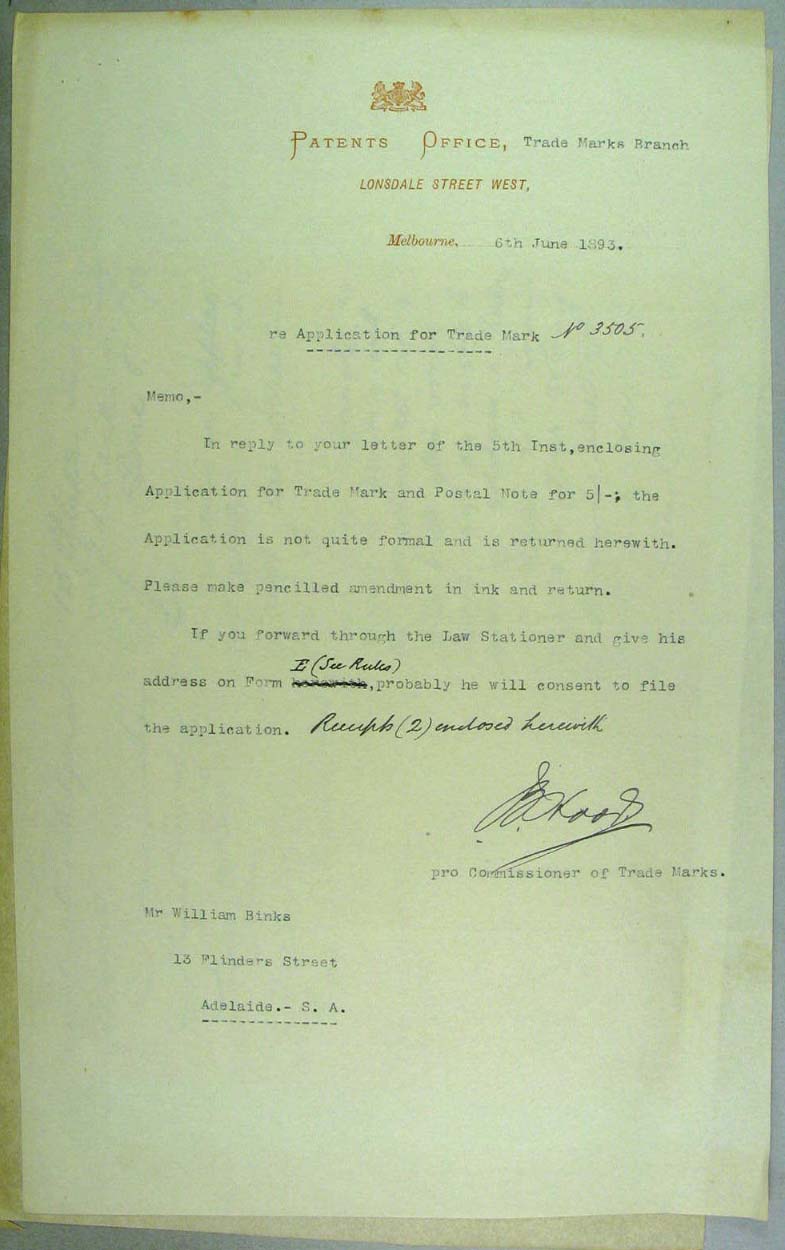 PATENTS OFFICE, Trade Marks Branch
LONSDALE STREET WEST,
Melbourne, 6th June 1893.
re Application for Trade Mark No 3505.
Memo,-
In reply to your letter of the 5th Inst,enclosing
Application for Trade Mark and Postal Note for 5/-; the
Application is not quite formal and is returned herewith.
Please make pencilled amendment in ink and return.
If you forward through the Law Stationer and give his
E (See Rules)
address on Form herewith,probably he will consent to file
the application. Receipts (2) enclosed herewith
Hood
pro Commissioner of Trade Marks.
Mr William Binks
13 Flinders Street
Adelaide.- S. A.